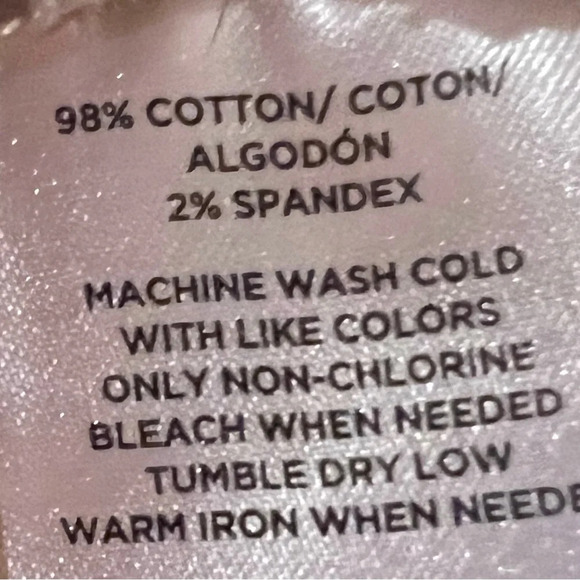 98% COTTON/ COTON/
ALGODÓN
2% SPANDEX
MACHINE WASH COLD
WITH LIKE COLORS
ONLY NON-CHLORINE
BLEACH WHEN NEEDED
TUMBLE DRY LOW
WARM IRON WHEN NEEDE